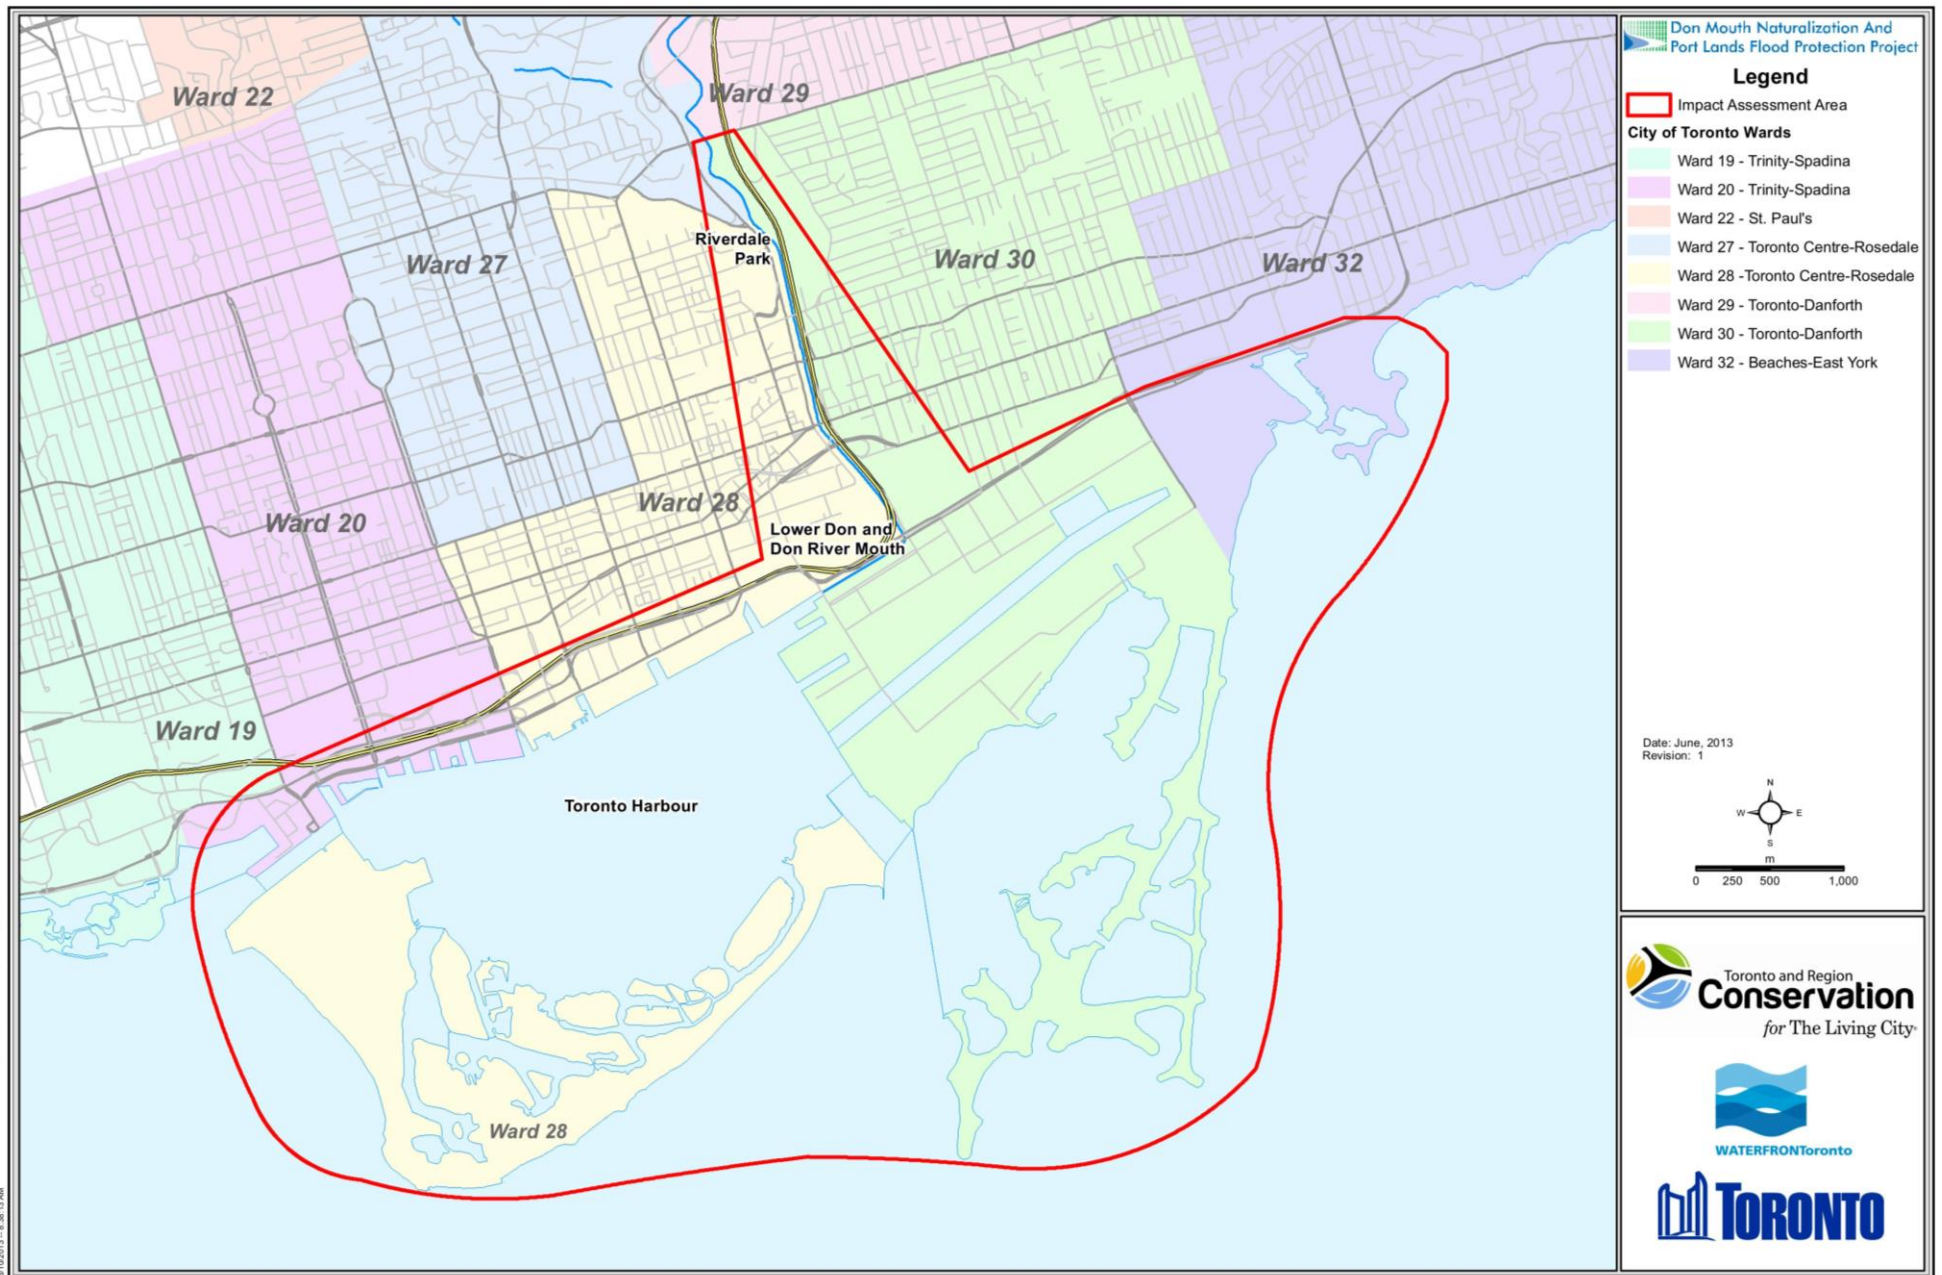 Don Mouth Naturalization And
Port Lands Flood Protection Project
Legend
Impact Assessment Area
City of Toronto Wards
Ward 19 - Trinity-Spadina
Ward 20 - Trinity-Spadina
Ward 22 - St. Paul's
Ward 27 - Toronto Centre-Rosedale
Ward 28 -Toronto Centre-Rosedale
Ward 29 - Toronto-Danforth
Ward 30 - Toronto-Danforth
Ward 32 - Beaches-East York
Ward 22
Ward 29
Riverdale
Park
Ward 27
Ward 30
Ward 32
Ward 28
Ward 20
Lower Don and
Don River Mouth
Ward 19
Toronto Harbour
Ward 28
Date: June, 2013
Revision: 1
N
W
E
S
m
0 250 500 1,000
Toronto and Region
Conservation
for The Living City
WATERFRONToronto
TORONTO